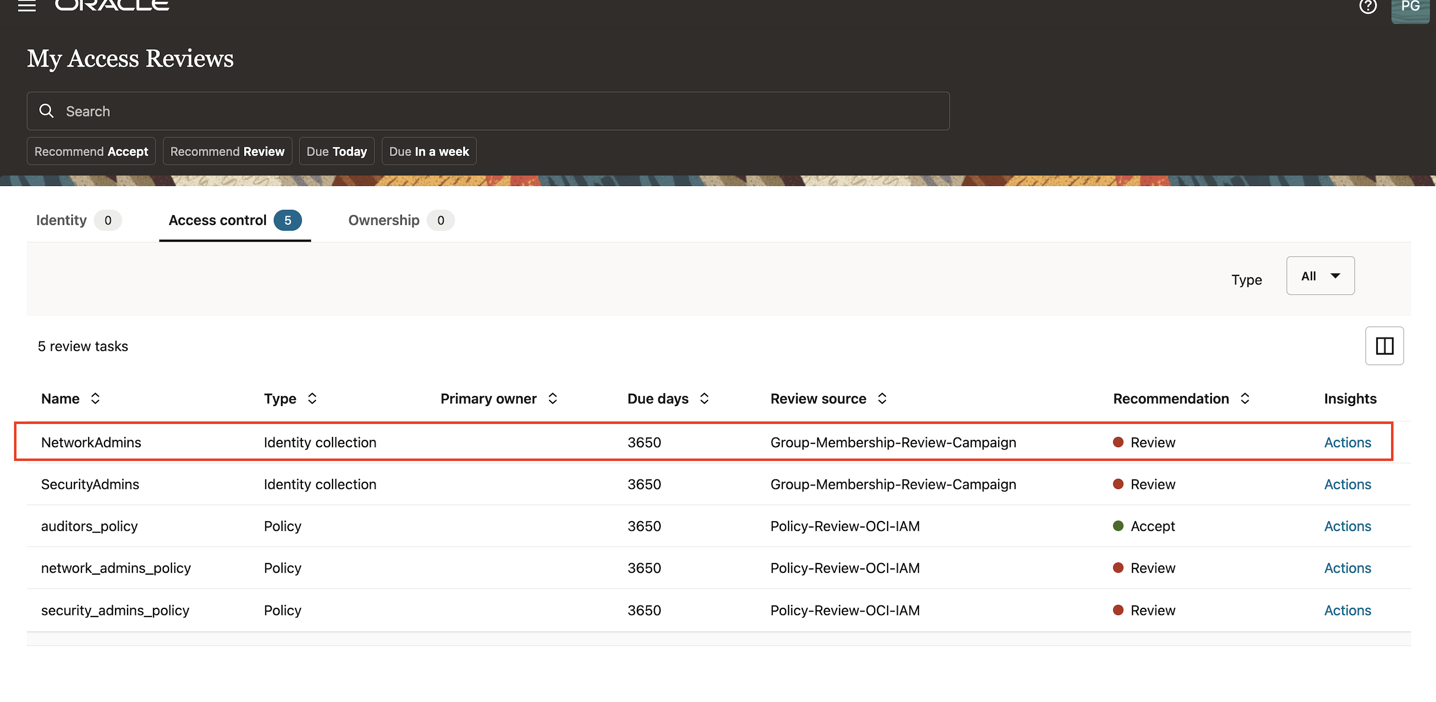 ORACLE
PG
My Access Reviews
Search
Recommend Accept Recommend Review Due Today Due In a week
Identity 0 Access control 5 Ownership 0
Type All
5 review tasks
Name Type Primary owner Due days Review source Recommendation Insights
NetworkAdmins Identity collection 3650 Group-Membership-Review-Campaign Review Actions
SecurityAdmins Identity collection 3650 Group-Membership-Review-Campaign Review Actions
auditors_policy Policy 3650 Policy-Review-OCI-IAM Accept Actions
network_admins_policy Policy 3650 Policy-Review-OCI-IAM Review Actions
security_admins_policy Policy 3650 Policy-Review-OCI-IAM Review Actions